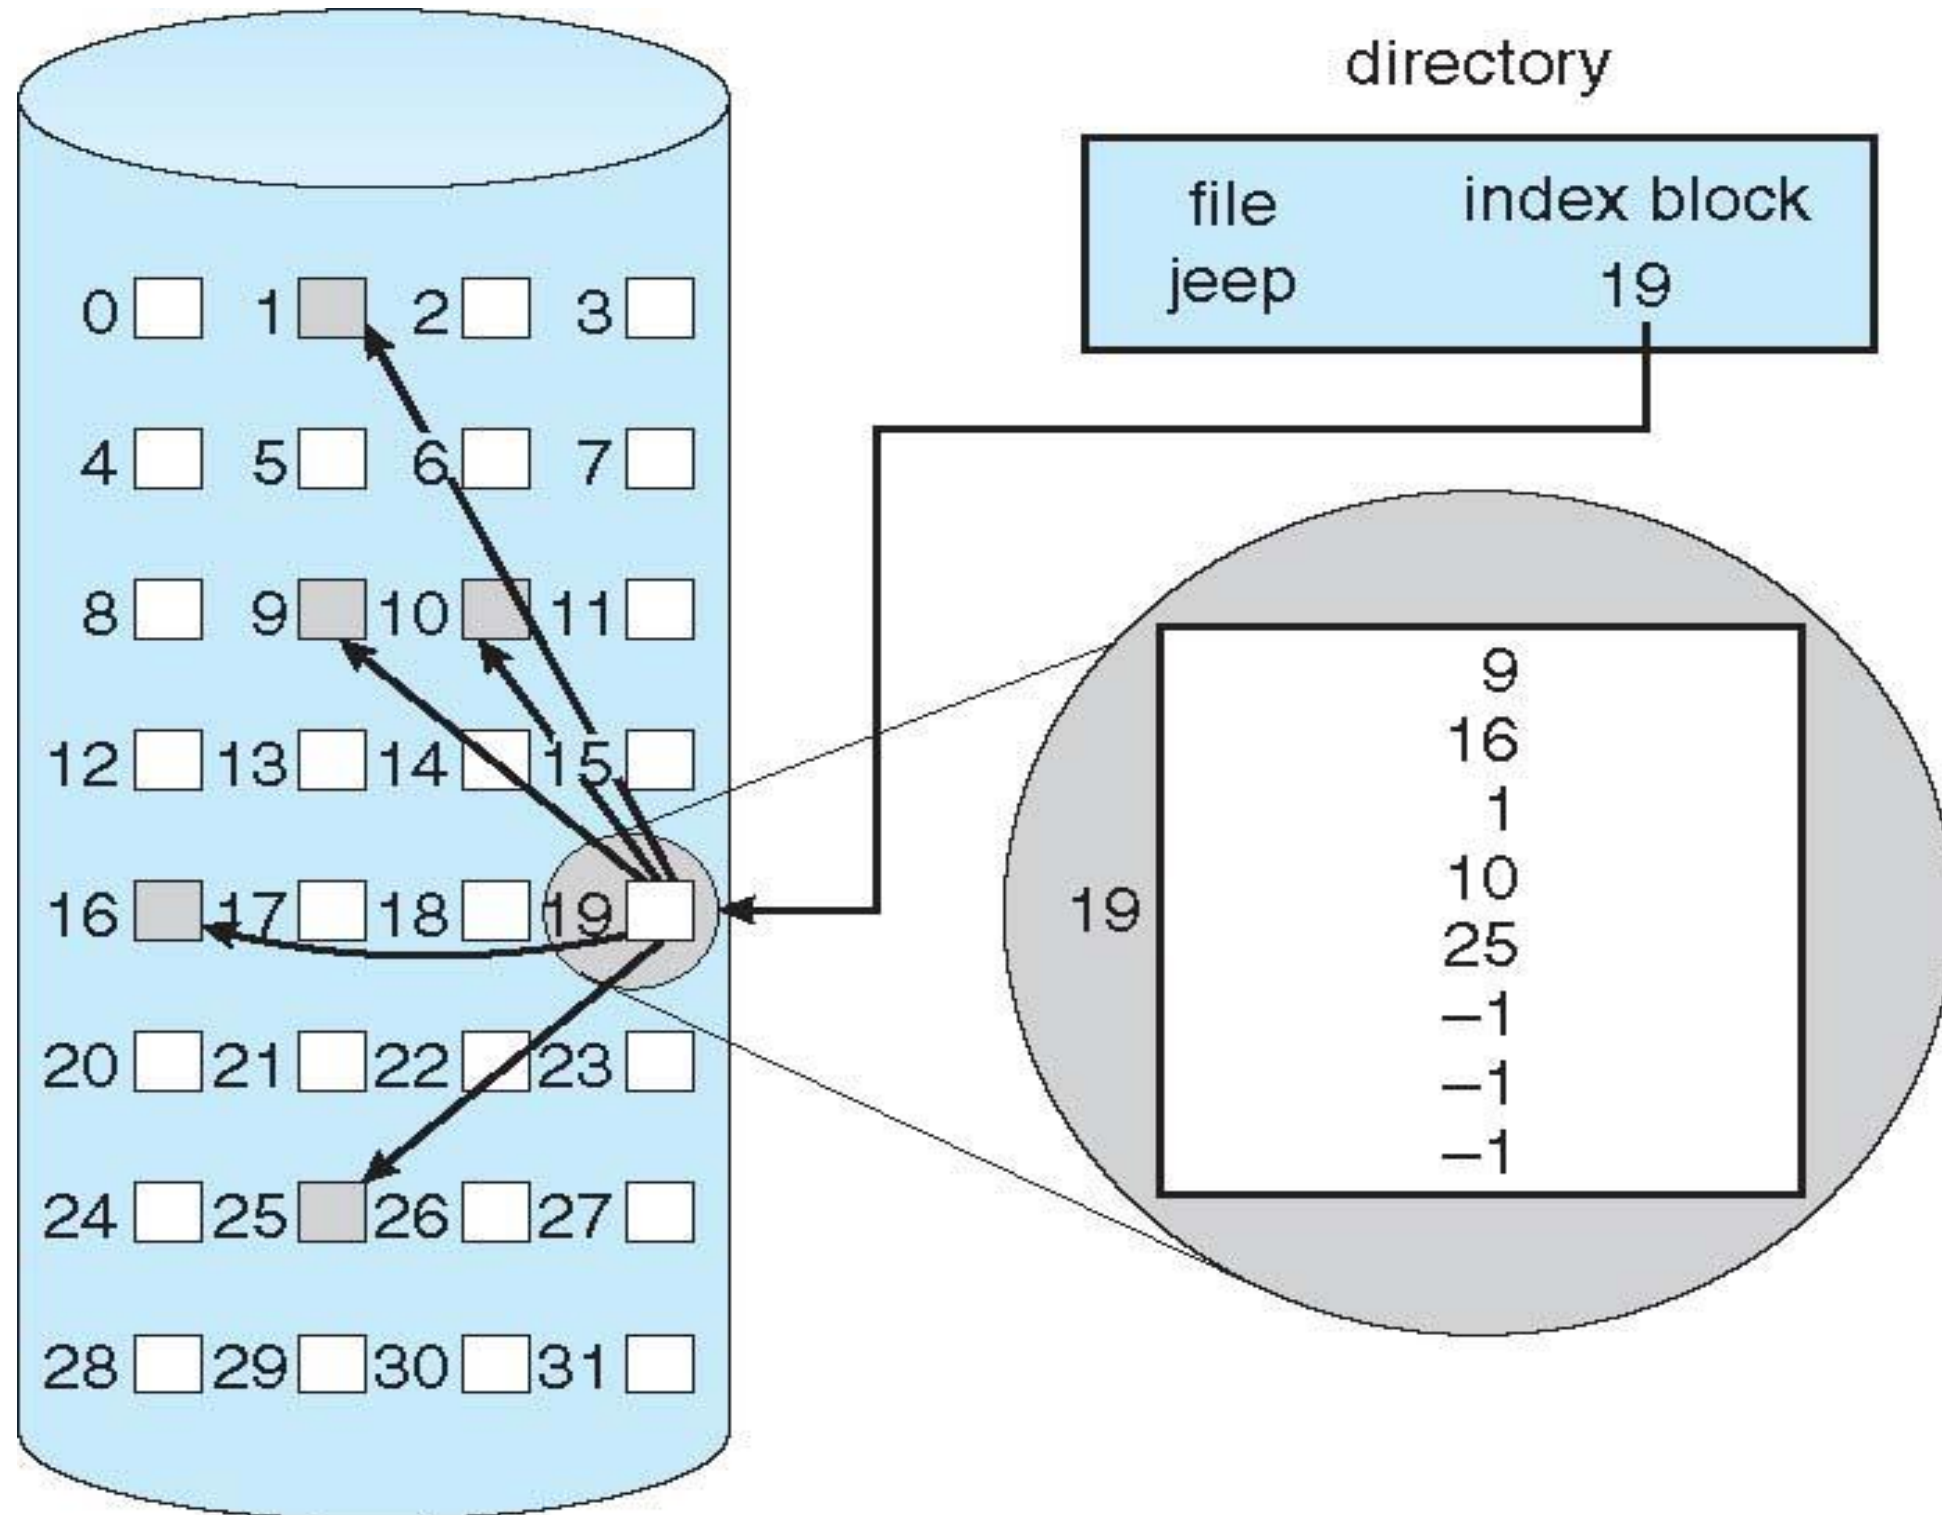 directory
file index block
jeep 19
0 1 2 3
4 5 6 7
8 9 10 11
12 13 14 15
16 17 18 19
20 21 22 23
24 25 26 27
28 29 30 31
19
9
16
1
10
25
–1
–1
–1